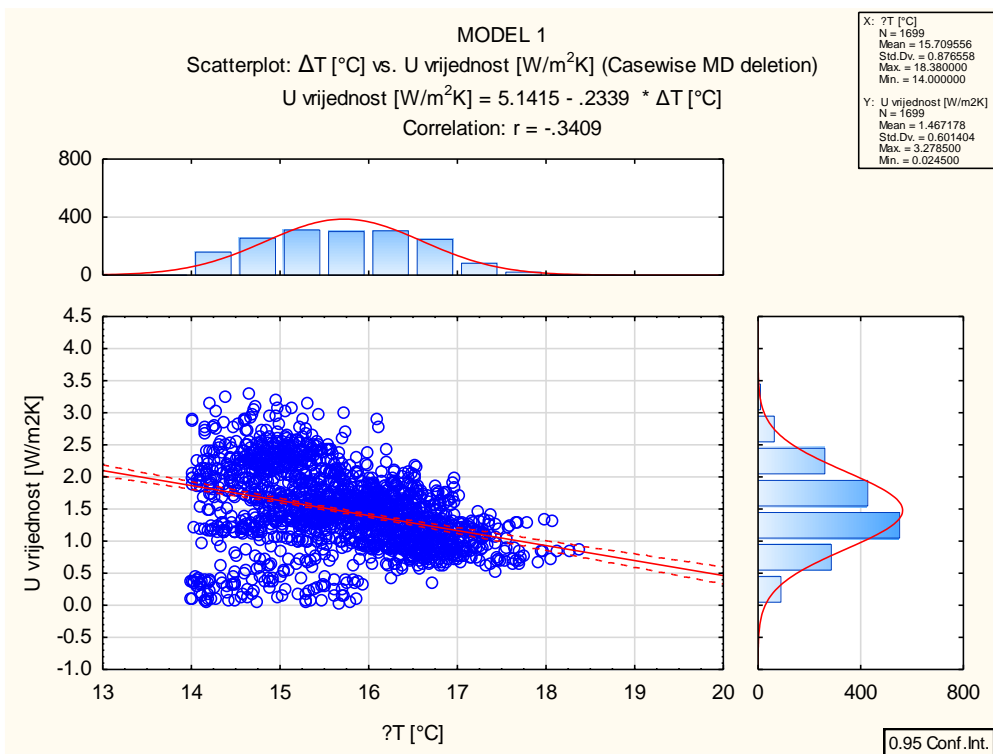 MODEL 1
Scatterplot: ΔT [°C] vs. U vrijednost [W/m²K] (Casewise MD deletion)
U vrijednost [W/m²K] = 5.1415 - .2339 * ΔT [°C]
Correlation: r = -.3409
X: ?T [°C]
N = 1699
Mean = 15.709556
Std.Dv. = 0.876558
Max. = 18.380000
Min. = 14.000000
Y: U vrijednost [W/m2K]
N = 1699
Mean = 1.467178
Std.Dv. = 0.601404
Max. = 3.278500
Min. = 0.024500
800
400
0
4.5
4.0
3.5
3.0
2.5
2.0
1.5
1.0
0.5
0.0
-0.5
-1.0
U vrijednost [W/m2K]
13 14 15 16 17 18 19 20
?T [°C]
0 400 800
0.95 Conf.Int.